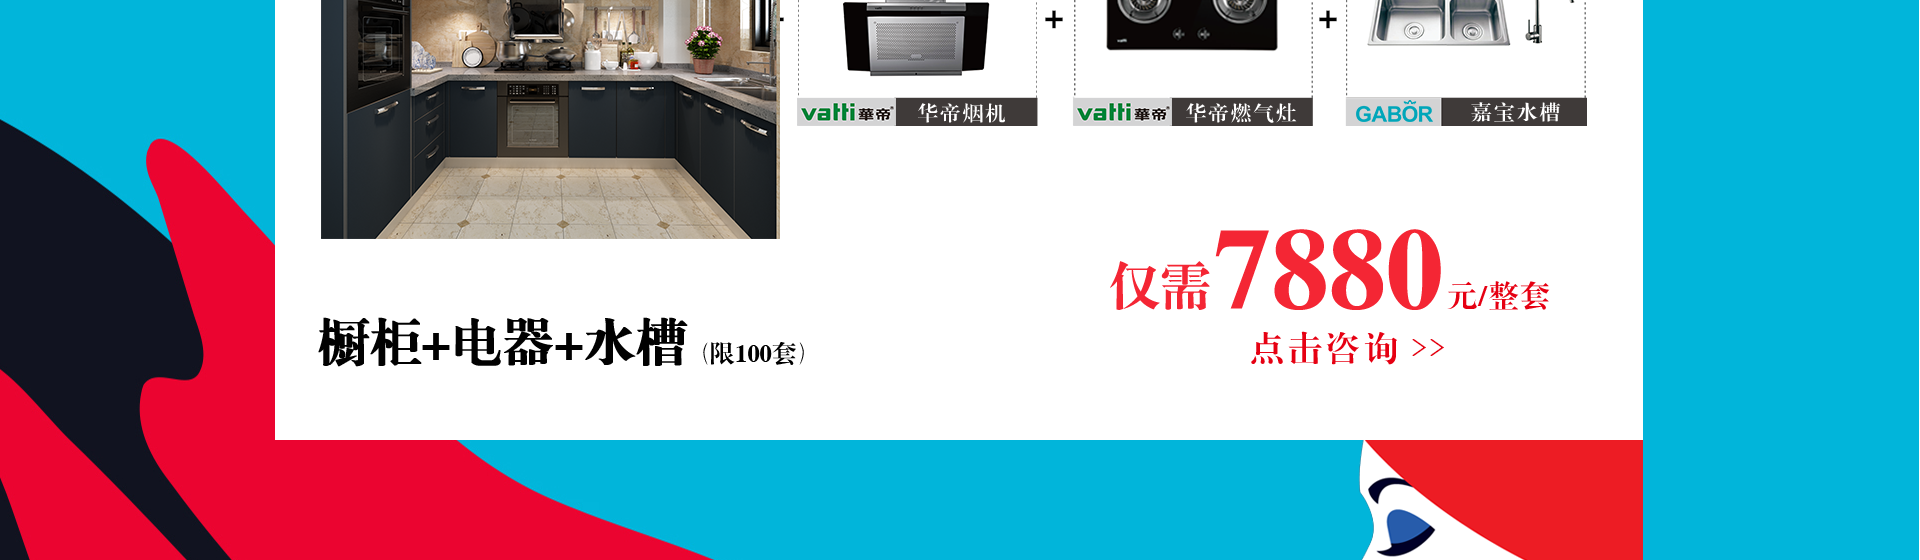 + +
vatti 華帝® 华帝烟机
vatti 華帝® 华帝燃气灶
GABOR 嘉宝水槽
仅需7880元/整套
橱柜+电器+水槽（限100套）
点击咨询 >>